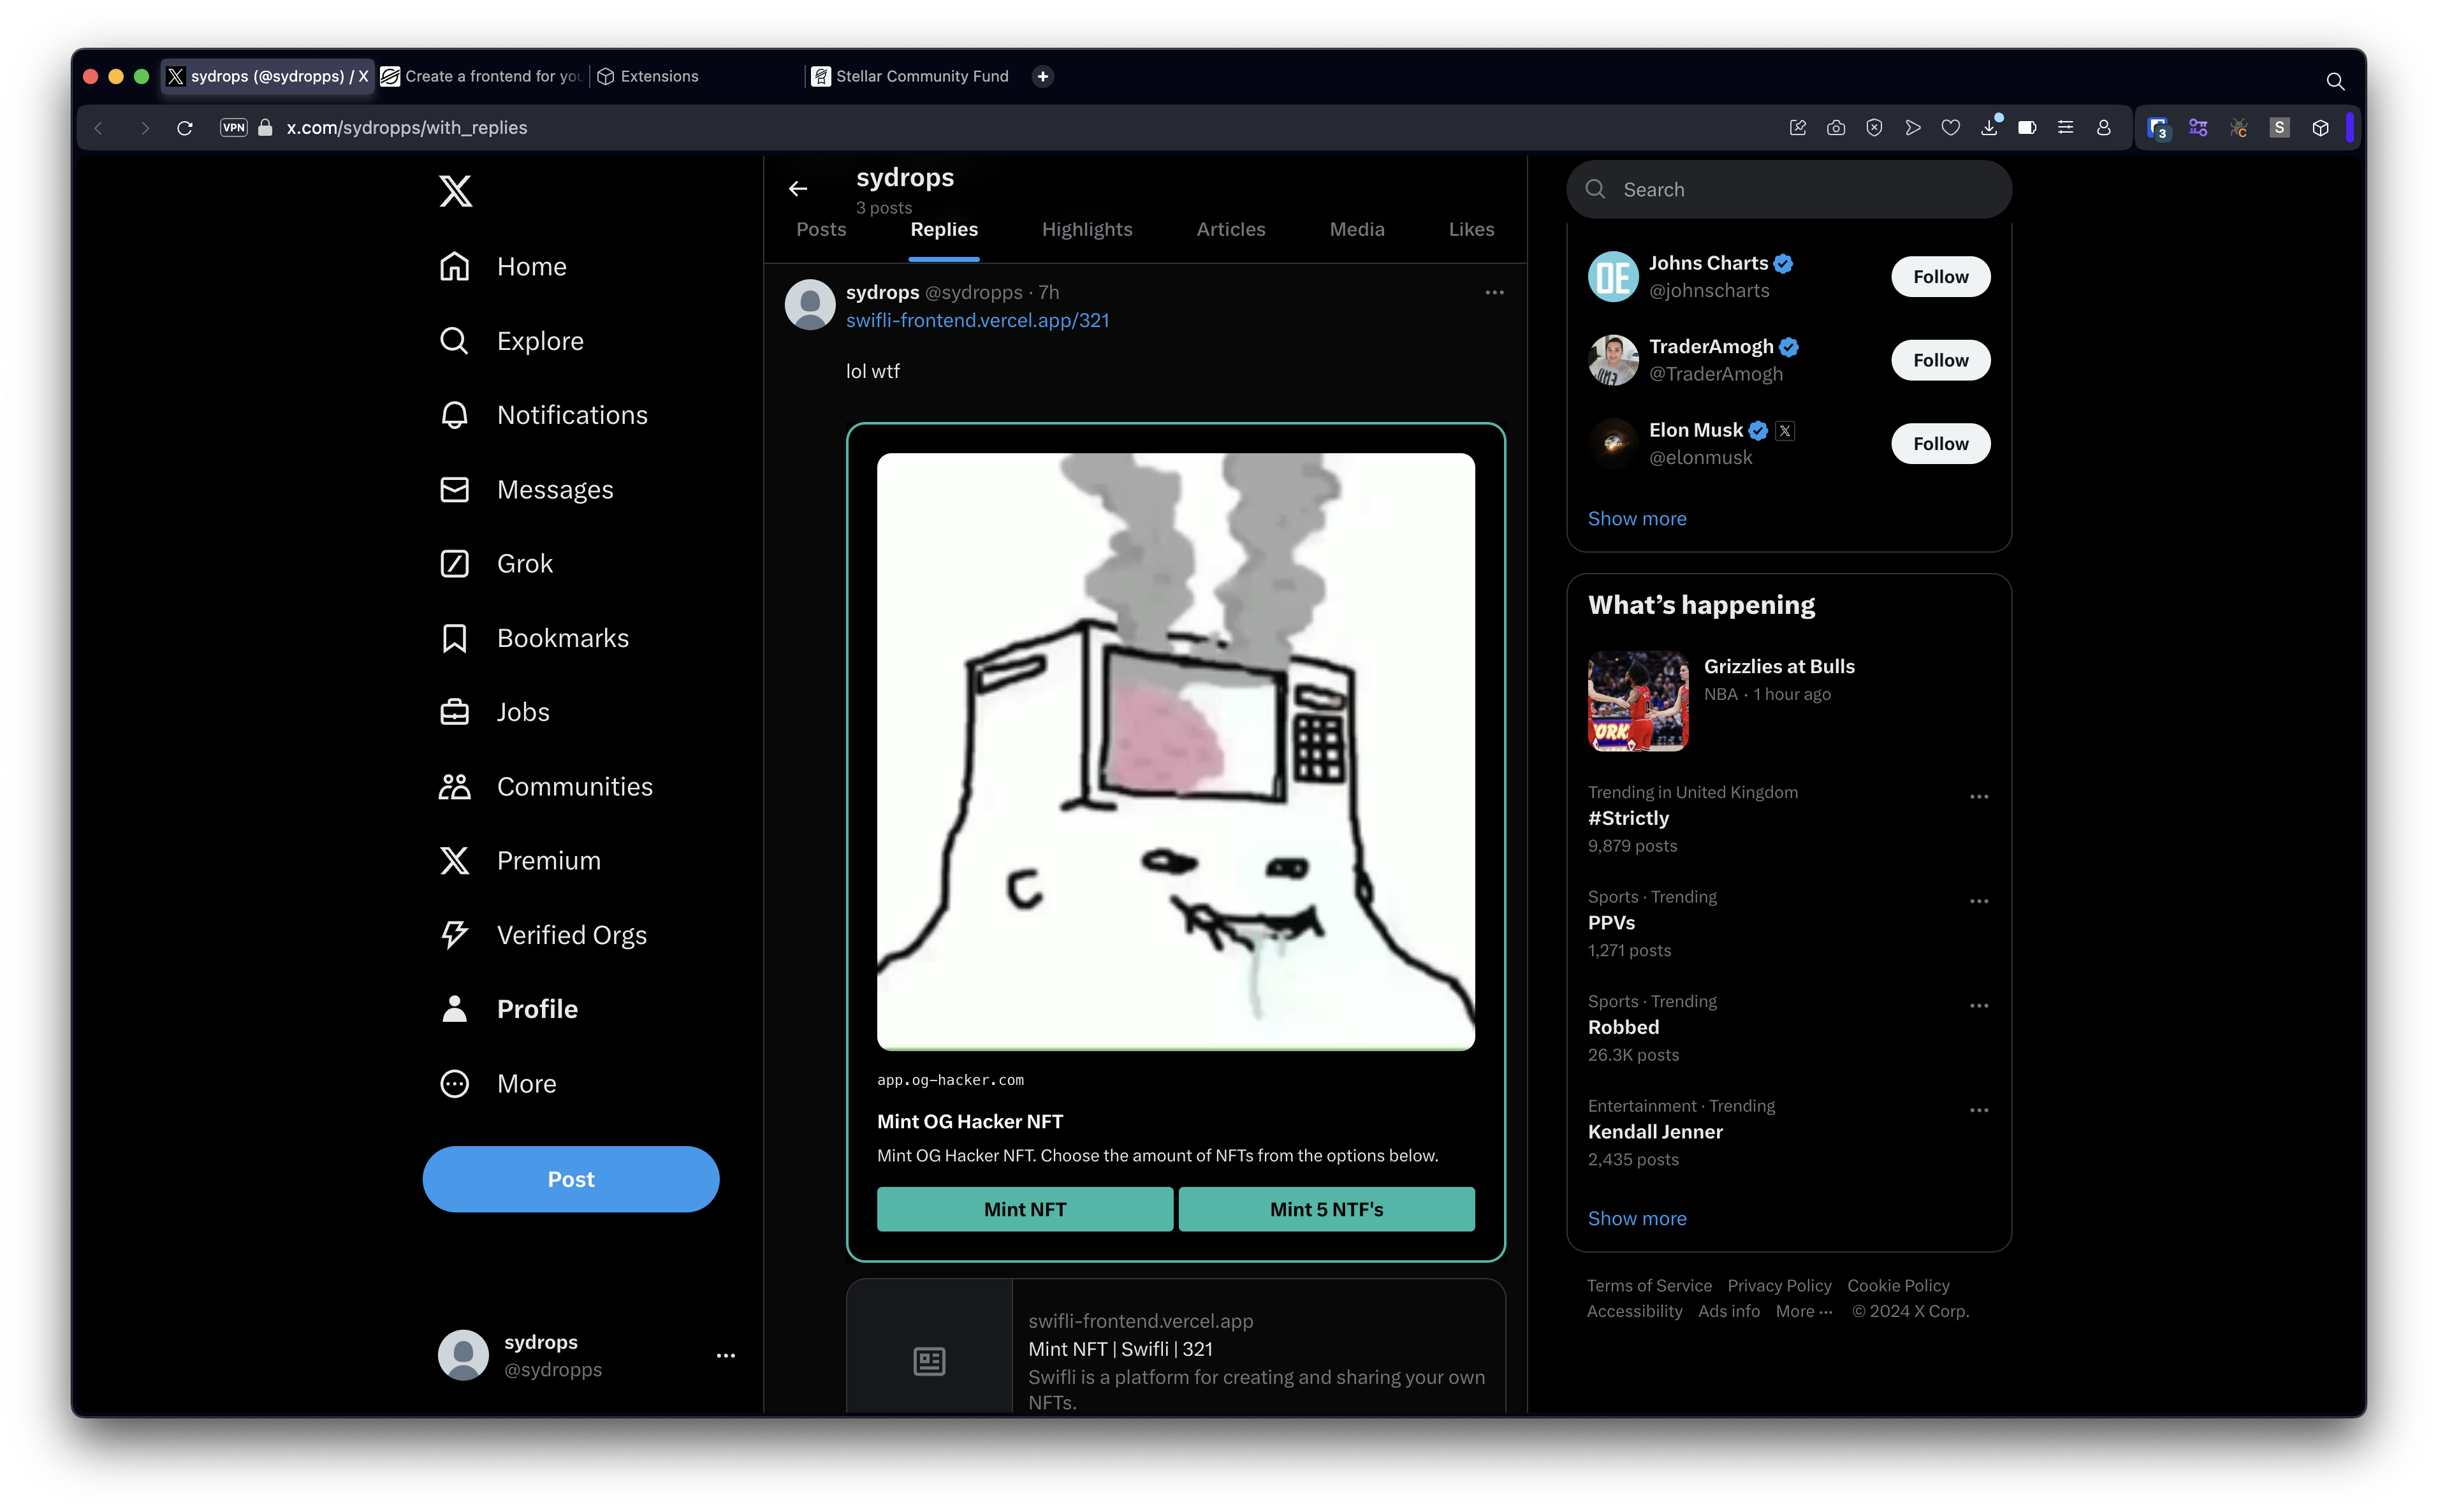 sydrops (@sydropps) / X
Create a frontend for you
Extensions
Stellar Community Fund
VPN
x.com/sydropps/with_replies
3
C
S
Home
Explore
Notifications
Messages
Grok
Bookmarks
Jobs
Communities
Premium
Verified Orgs
Profile
More
Post
sydrops
@sydropps
sydrops
3 posts
Posts
Replies
Highlights
Articles
Media
Likes
sydrops @sydropps · 7h
swifli-frontend.vercel.app/321
lol wtf
app.og-hacker.com
Mint OG Hacker NFT
Mint OG Hacker NFT. Choose the amount of NFTs from the options below.
Mint NFT
Mint 5 NTF's
swifli-frontend.vercel.app
Mint NFT | Swifli | 321
Swifli is a platform for creating and sharing your own
NFTs.
Search
Johns Charts
@johnscharts
Follow
TraderAmogh
@TraderAmogh
Follow
Elon Musk
@elonmusk
Follow
Show more
What's happening
Grizzlies at Bulls
NBA · 1 hour ago
Trending in United Kingdom
#Strictly
9,879 posts
Sports · Trending
PPVs
1,271 posts
Sports · Trending
Robbed
26.3K posts
Entertainment · Trending
Kendall Jenner
2,435 posts
Show more
Terms of Service Privacy Policy Cookie Policy
Accessibility Ads info More ··· © 2024 X Corp.